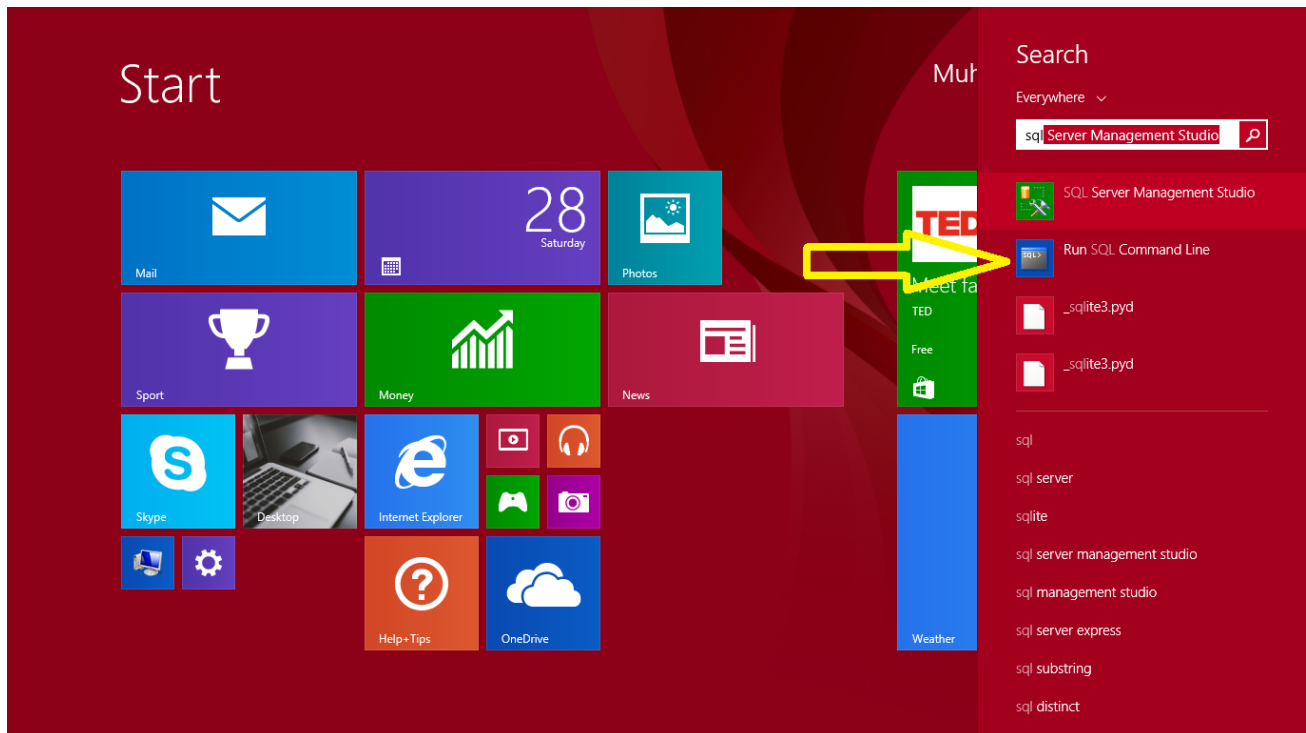 Start
Muh
Mail
28
Saturday
Photos
Sport
Money
News
TED
Meet fa
TED
Free
Skype
Desktop
Internet Explorer
Help+Tips
OneDrive
Weather
Search
Everywhere
sql Server Management Studio
SQL Server Management Studio
SQL>
Run SQL Command Line
_sqlite3.pyd
_sqlite3.pyd
sql
sql server
sqlite
sql server management studio
sql management studio
sql server express
sql substring
sql distinct